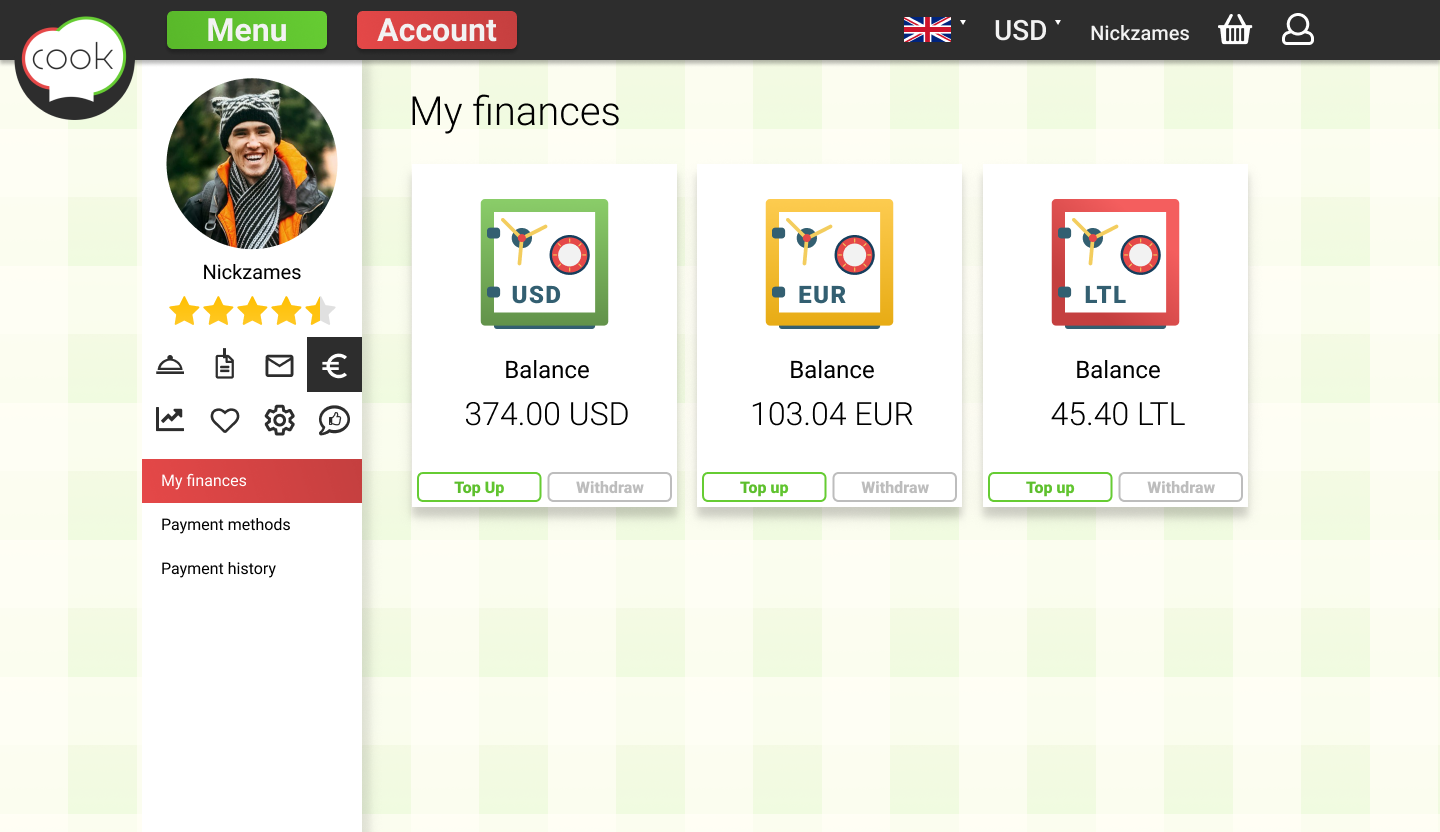 cook
Menu
Account
USD
Nickzames
Nickzames
€
My finances
Payment methods
Payment history
My finances
USD
Balance
374.00 USD
Top Up
Withdraw
EUR
Balance
103.04 EUR
Top up
Withdraw
LTL
Balance
45.40 LTL
Top up
Withdraw